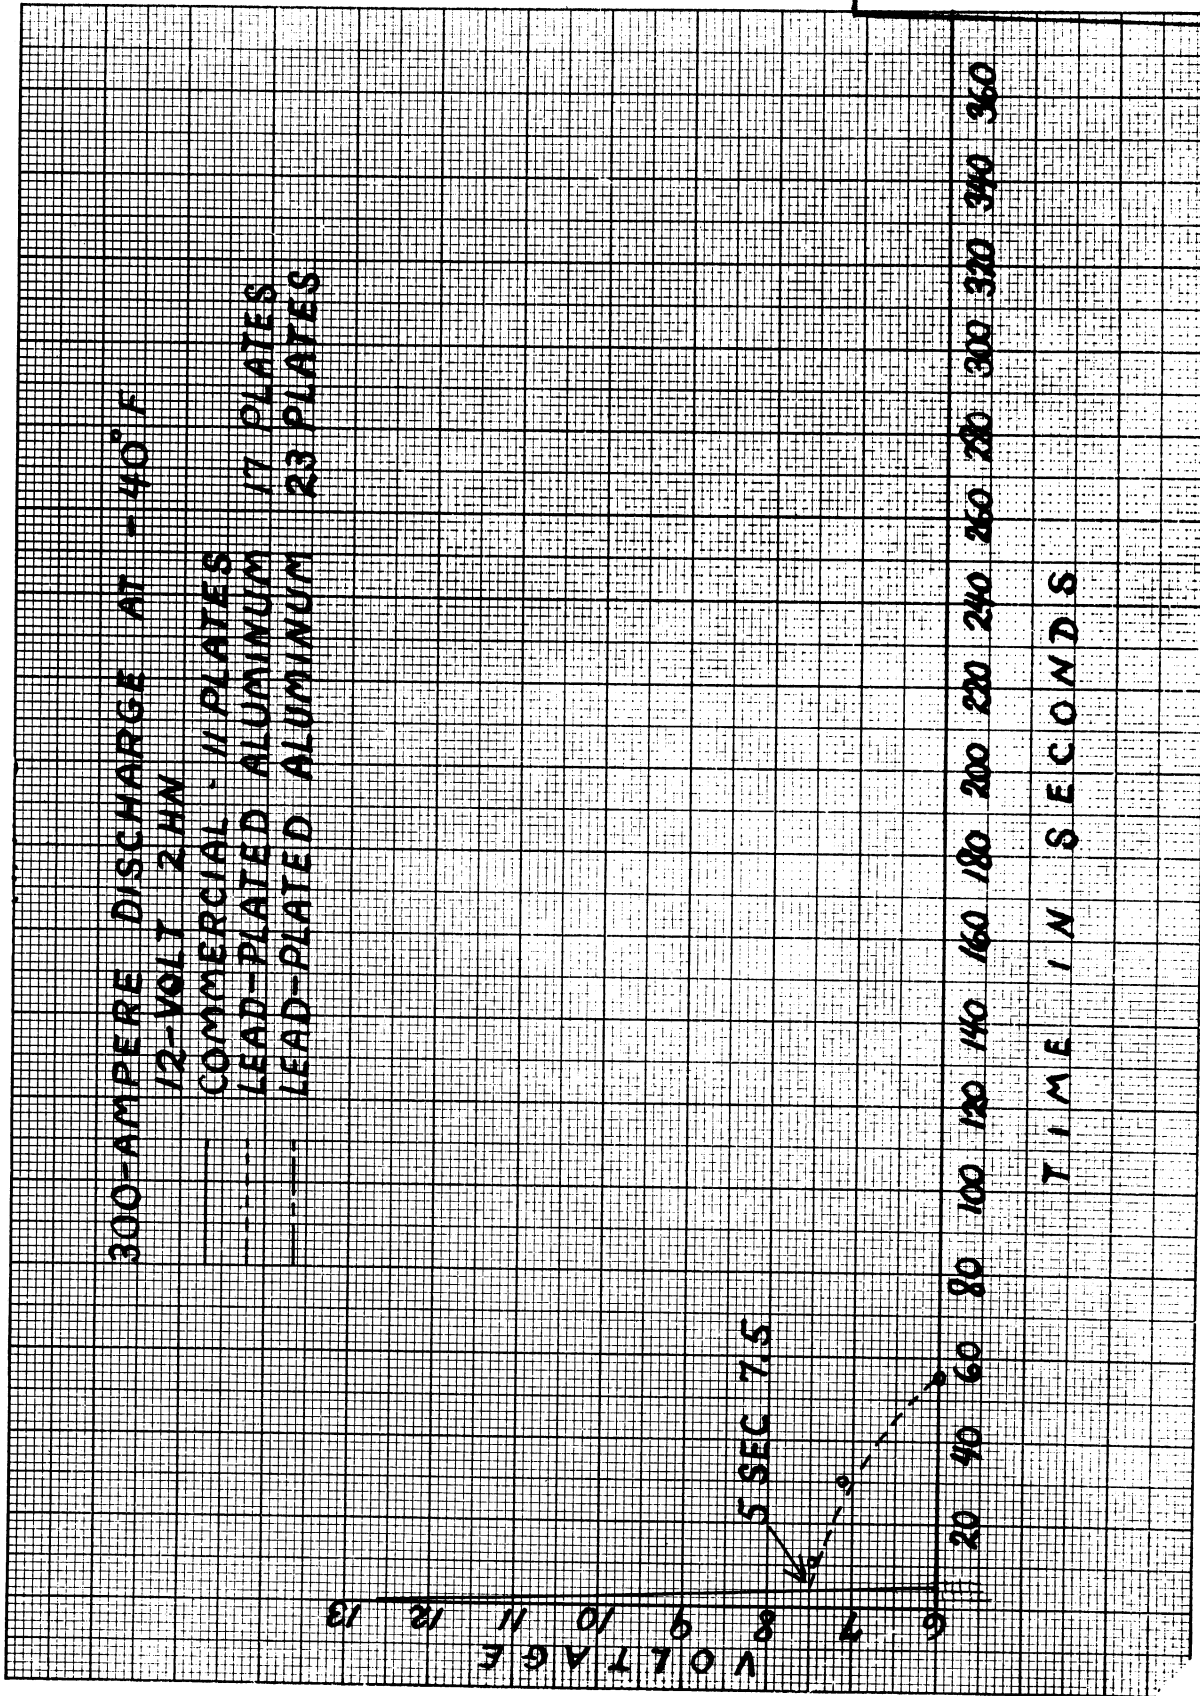 300-AMPERE DISCHARGE AT -40°F
12-VOLT 2HN
COMMERCIAL - 11 PLATES
LEAD-PLATED ALUMINUM 17 PLATES
LEAD-PLATED ALUMINUM 23 PLATES
VOLTAGE
13
12
11
10
9
8
7
6
5 SEC 7.5
20 40 60 80 100 120 140 160 180 200 220 240 260 280 300 320 340 360
TIME IN SECONDS